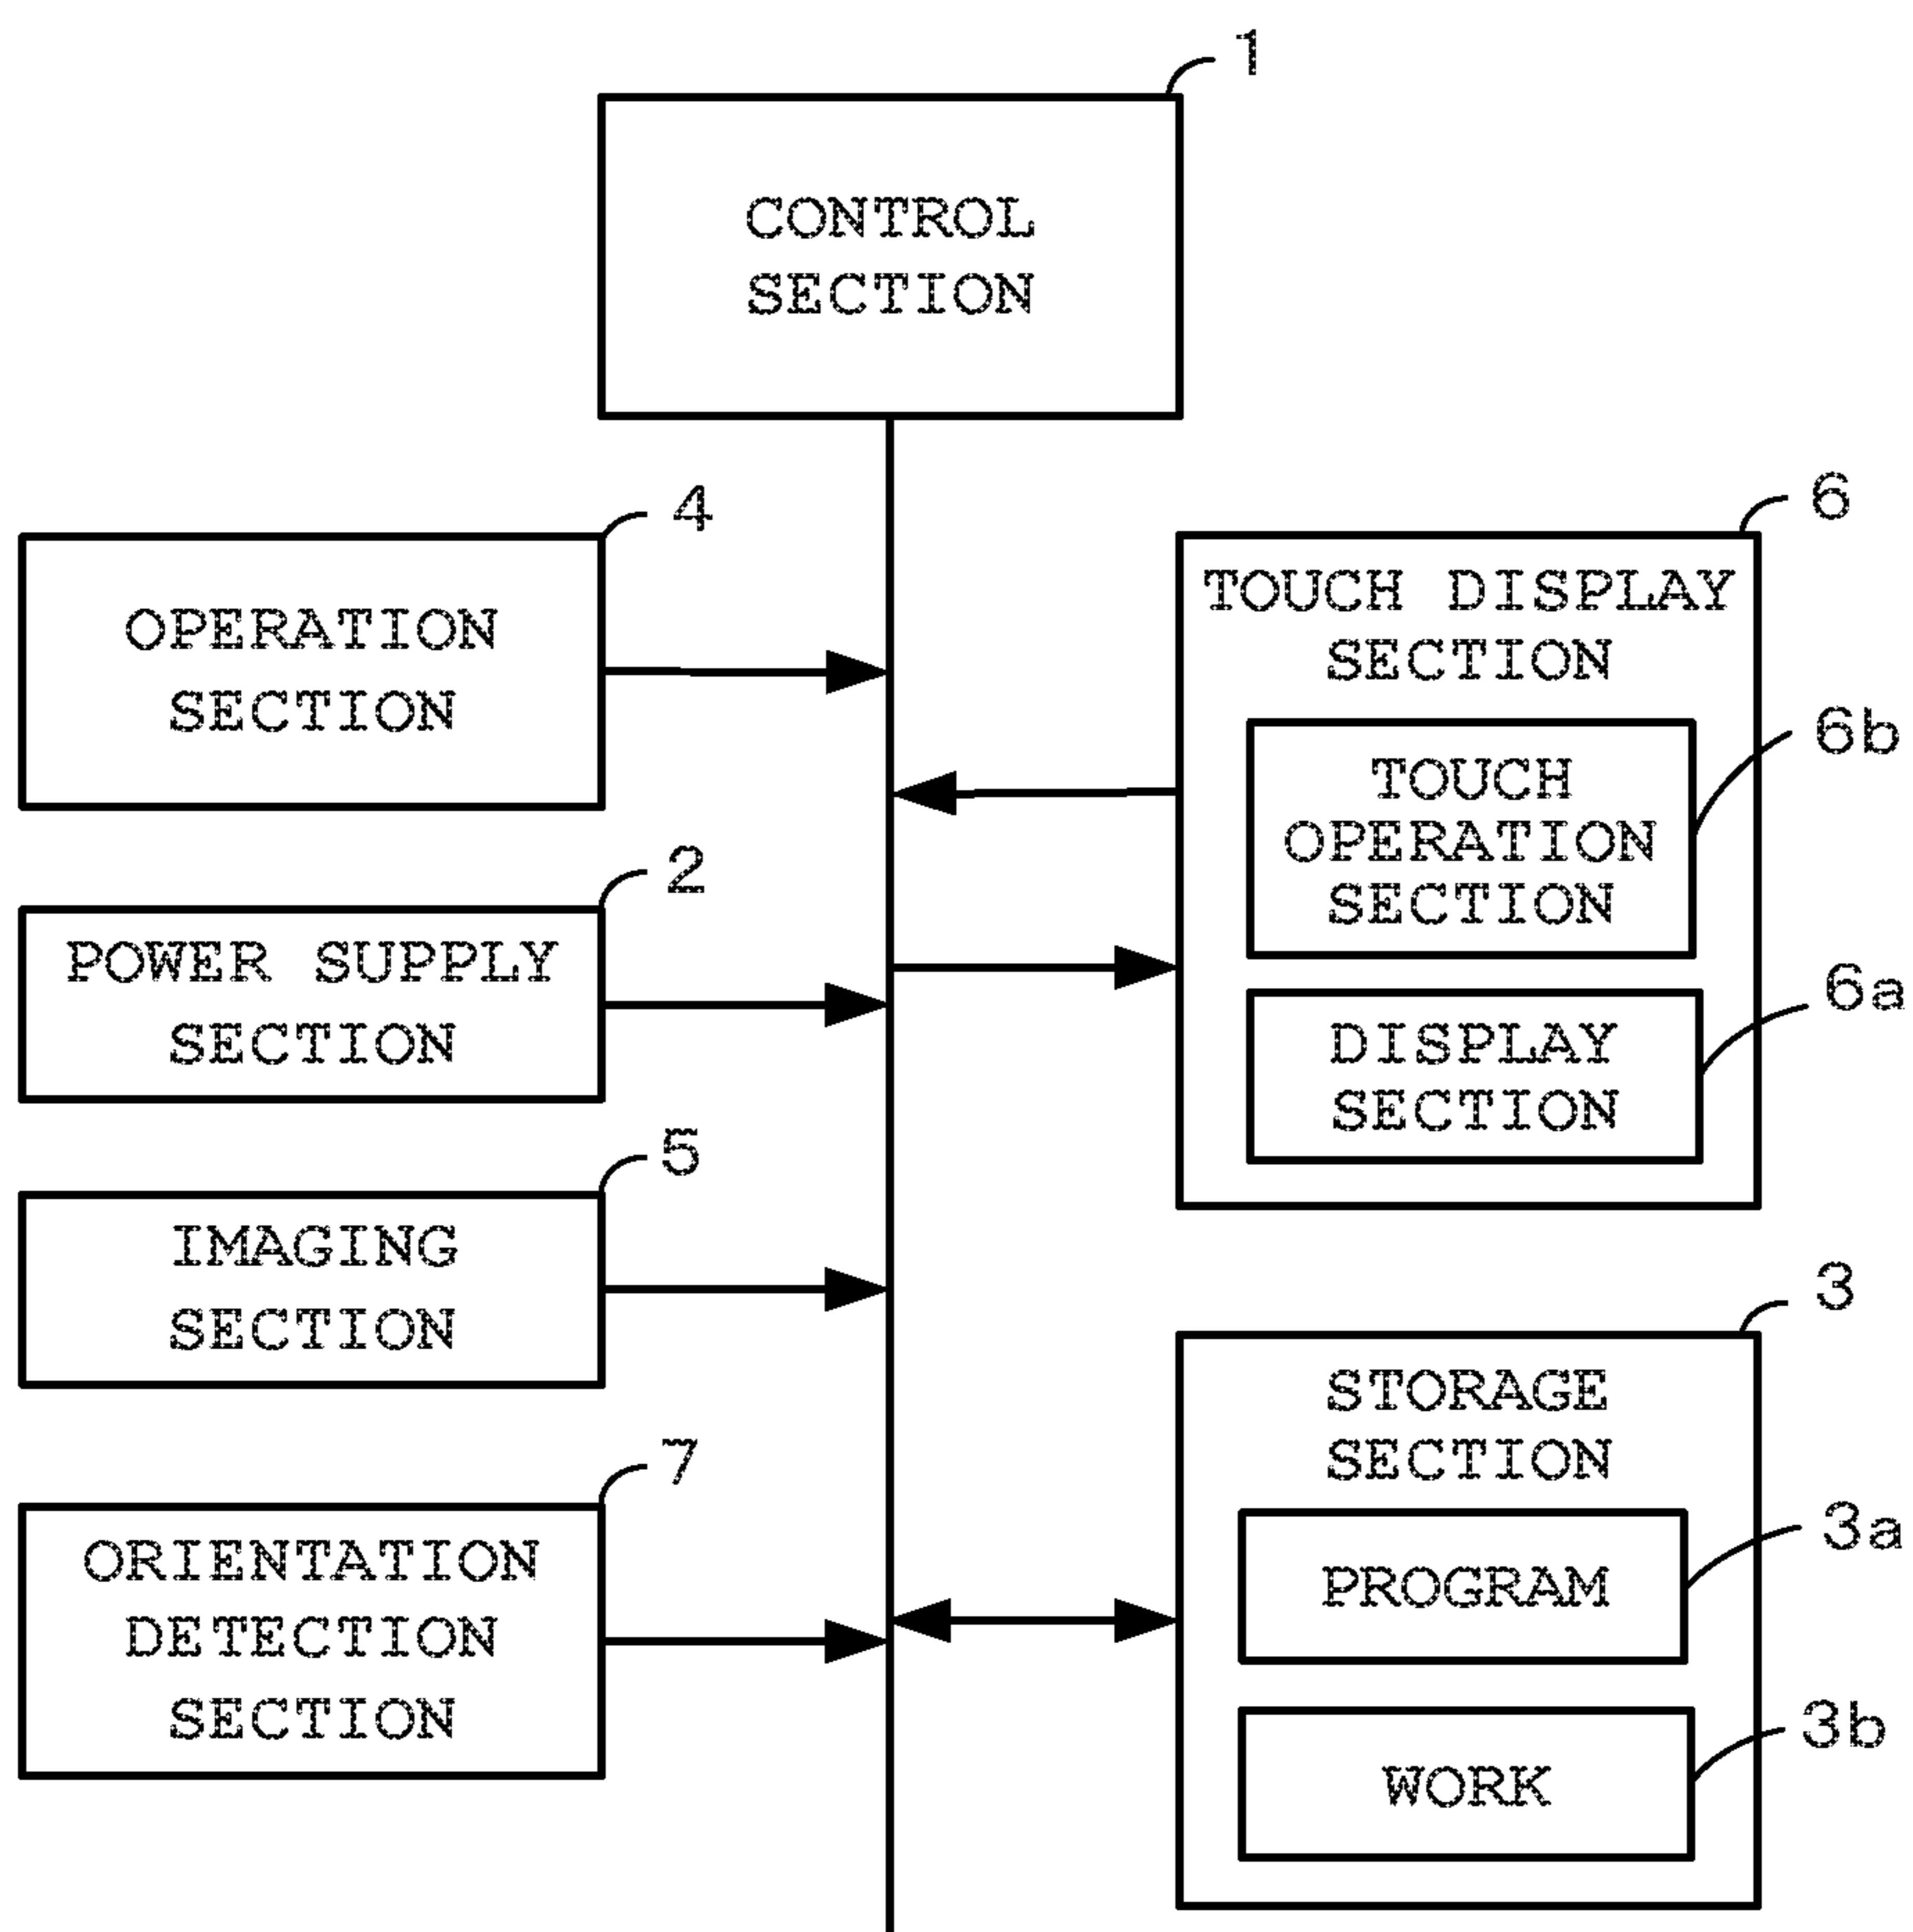 1
CONTROL
SECTION
4
OPERATION
SECTION
2
POWER SUPPLY
SECTION
5
IMAGING
SECTION
7
ORIENTATION
DETECTION
SECTION
6
TOUCH DISPLAY
SECTION
6b
TOUCH
OPERATION
SECTION
6a
DISPLAY
SECTION
3
STORAGE
SECTION
3a
PROGRAM
3b
WORK